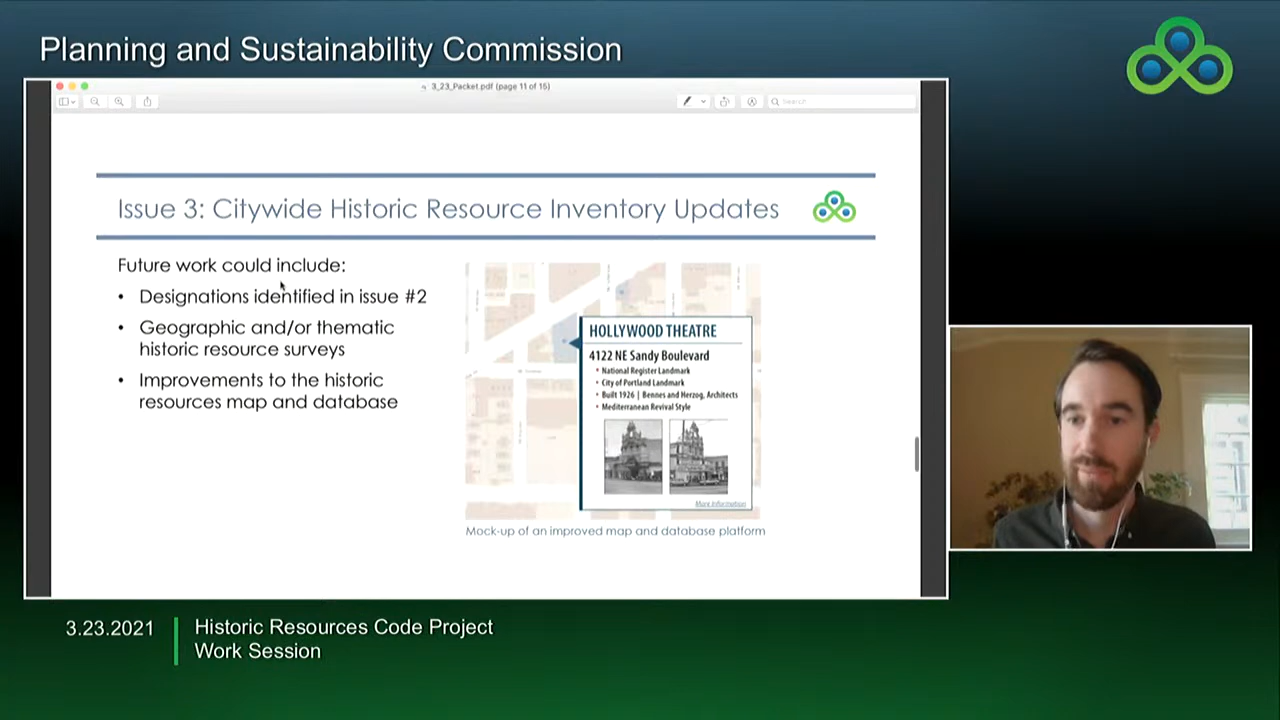 Planning and Sustainability Commission
3_23_Packet.pdf (page 11 of 15)
Search
Issue 3: Citywide Historic Resource Inventory Updates
Future work could include:
• Designations identified in issue #2
• Geographic and/or thematic
historic resource surveys
• Improvements to the historic
resources map and database
HOLLYWOOD THEATRE
4122 NE Sandy Boulevard
• National Register Landmark
• City of Portland Landmark
• Built 1926 | Bennes and Herzog, Architects
• Mediterranean Revival Style
More Information
Mock-up of an improved map and database platform
3.23.2021
Historic Resources Code Project
Work Session